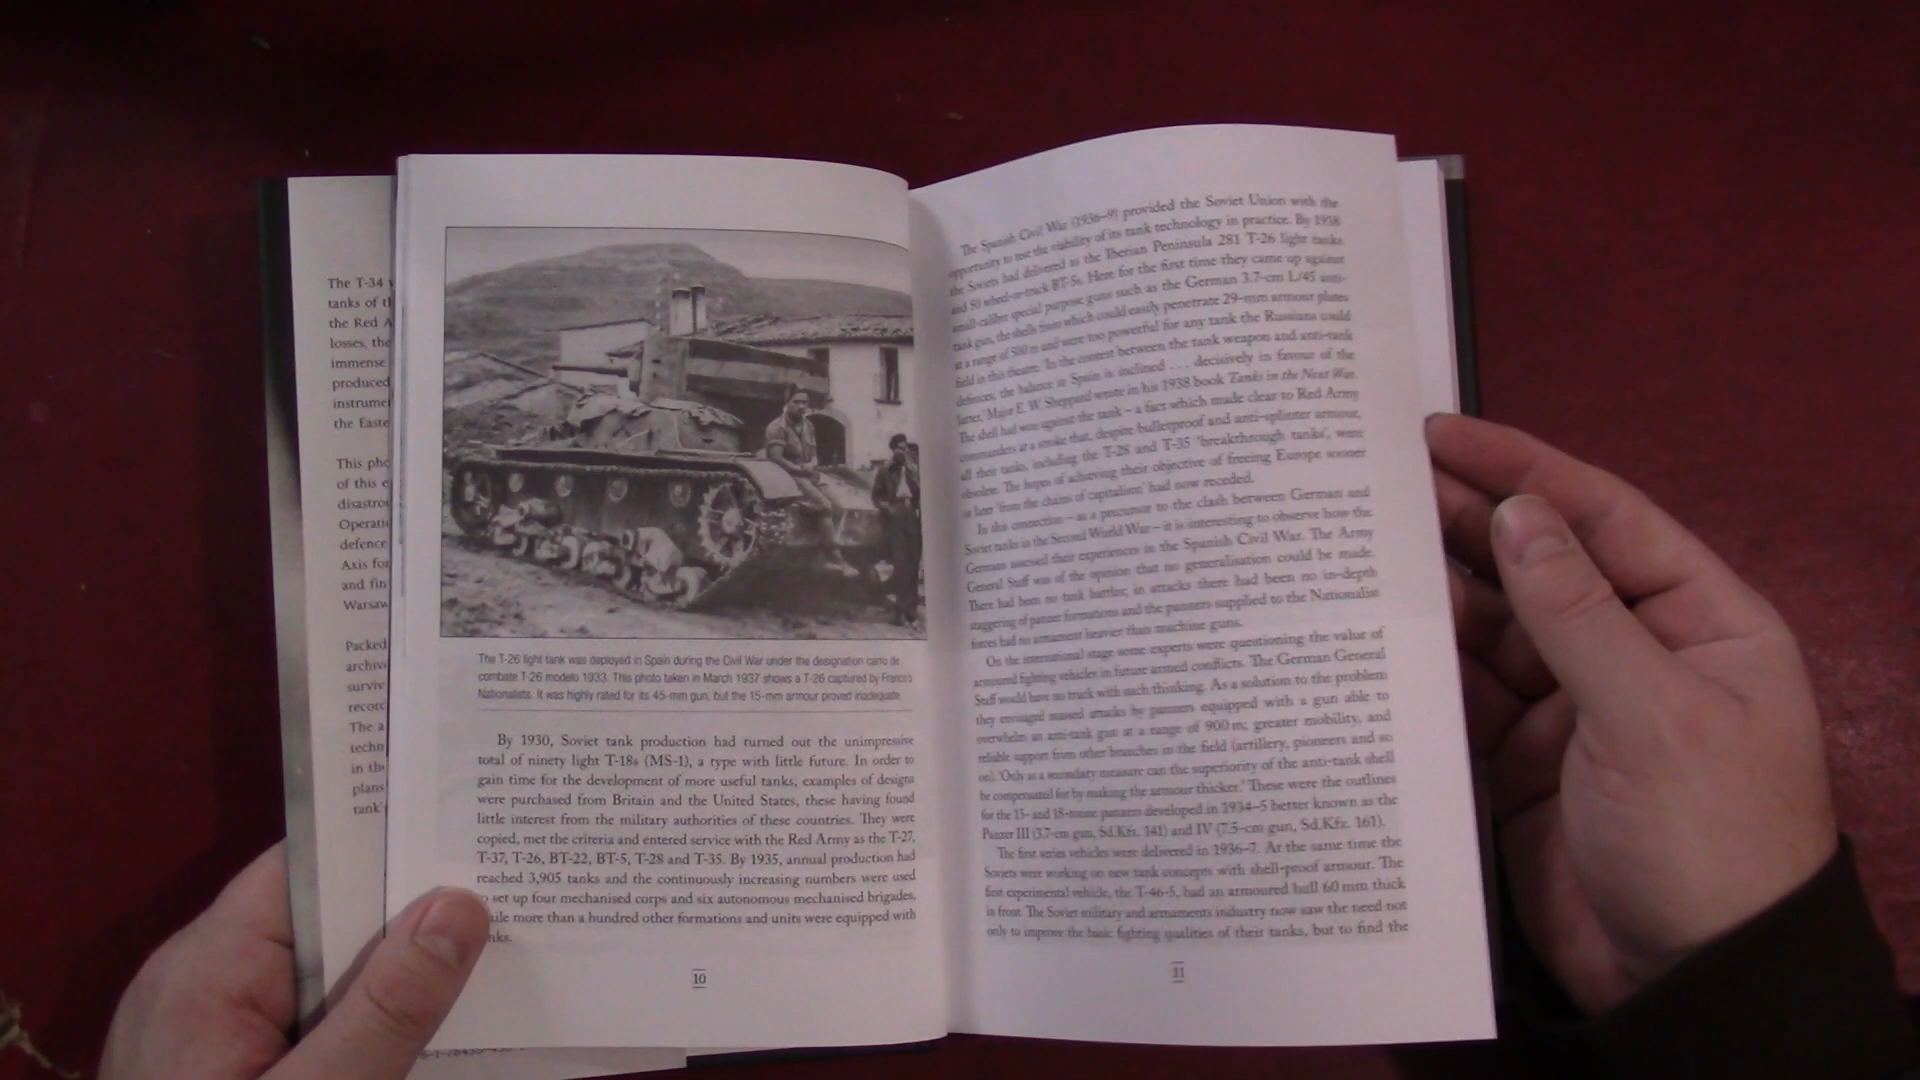 The T-34
tanks of
the Red A
losses, the
immense
produced
instrume
the Easte
This pho
of this e
disastro
Operati
defence
Axis for
and fin
Warsaw
Packed
archiv
surviv
record
The a
techn
in the
plans
tank'
The T-26 light tank was deployed in Spain during the Civil War under the designation carro de
combate T-26 modelo 1933. This photo taken in March 1937 shows a T-26 captured by Franco's
Nationalists. It was highly rated for its 45-mm gun, but the 15-mm armour proved inadequate.
By 1930, Soviet tank production had turned out the unimpressive
total of ninety light T-18s (MS-1), a type with little future. In order to
gain time for the development of more useful tanks, examples of designs
were purchased from Britain and the United States, these having found
little interest from the military authorities of these countries. They were
copied, met the criteria and entered service with the Red Army as the T-27,
T-37, T-26, BT-22, BT-5, T-28 and T-35. By 1935, annual production had
reached 3,905 tanks and the continuously increasing numbers were used
set up four mechanised corps and six autonomous mechanised brigades,
ile more than a hundred other formations and units were equipped with
nks.
10
The Spanish Civil War (1936–9) provided the Soviet Union with the
opportunity to test the viability of its tank technology in practice. By 1938
the Soviets had delivered to the Iberian Peninsula 281 T-26 light tanks
and 50 wheel-or-track BT-5s. Here for the first time they came up against
small-calibre special purpose guns such as the German 3.7-cm L/45 anti-
tank gun, the shells from which could easily penetrate 29-mm armour plates
at a range of 500 m and were too powerful for any tank the Russians could
field in this theatre. 'In the contest between the tank weapon and anti-tank
defences, the balance in Spain is inclined . . . decisively in favour of the
latter,' Major E. W. Sheppard wrote in his 1938 book Tanks in the Next War.
The shell had won against the tank – a fact which made clear to Red Army
commanders at a stroke that, despite bulletproof and anti-splinter armour,
all their tanks, including the T-28 and T-35 'breakthrough tanks', were
obsolete. The hopes of achieving their objective of freeing Europe sooner
or later 'from the chains of capitalism' had now receded.
In this connection – as a precursor to the clash between German and
Soviet tanks in the Second World War – it is interesting to observe how the
Germans assessed their experiences in the Spanish Civil War. The Army
General Staff was of the opinion that no generalisation could be made.
There had been no tank battles; in attacks there had been no in-depth
staggering of panzer formations and the panzers supplied to the Nationalist
forces had no armament heavier than machine guns.
On the international stage some experts were questioning the value of
armoured fighting vehicles in future armed conflicts. The German General
Staff would have no truck with such thinking. As a solution to the problem
they envisaged massed attacks by panzers equipped with a gun able to
overwhelm an anti-tank gun at a range of 900 m; greater mobility, and
reliable support from other branches in the field (artillery, pioneers and so
on). 'Only as a secondary measure can the superiority of the anti-tank shell
be compensated for by making the armour thicker.' These were the outlines
for the 15- and 18-tonne panzers developed in 1934–5 better known as the
Panzer III (3.7-cm gun, Sd.Kfz. 141) and IV (7.5-cm gun, Sd.Kfz. 161).
The first series vehicles were delivered in 1936–7. At the same time the
Soviets were working on new tank concepts with shell-proof armour. The
first experimental vehicle, the T-46-5, had an armoured hull 60 mm thick
in front. The Soviet military and armaments industry now saw the need not
only to improve the basic fighting qualities of their tanks, but to find the
11